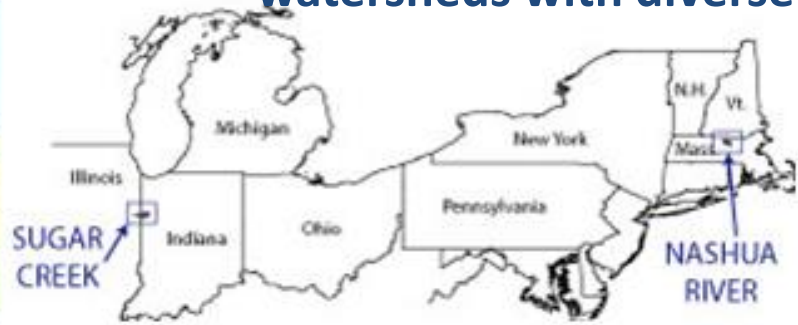 watersheds with diverse
Michigan
New York
N.H.
Vt.
Mass
Illinois
Indiana
Ohio
Pennsylvania
SUGAR
CREEK
NASHUA
RIVER